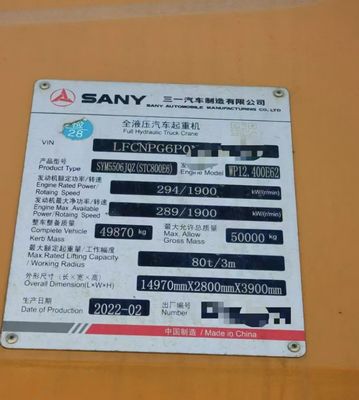 SANY 三一汽车制造有限公司
SANY AUTOMOBILE MANUFACTURING CO., LTD
28
全液压汽车起重机
Full Hydraulic Truck Crane
VIN LFCNPG6P0
产品型号 SYM5506JQZ(STC800E6) WP12.400E62
Product Type Engine Model
发动机额定功率/转速 294/1900 kW/(r/min)
Engine Rated Power/
Rotaing Speed
发动机最大净功率/转速 289/1900 kW/(r/min)
Engine Max. Available
Power/Rotaing Speed
整车整备质量 49870 kg 最大允许总质量 50000 kg
Complete Vehicle Max. Allow
Kerb Mass Gross Mass
最大额定起重量/工作幅度 80t/3m
Max Rated Lifting Capacity
/ Working Radius
外形尺寸(长×宽×高) 14970mmX2800mmX3900mm
Overall Dimension(L×W×H)
生产日期 2022-02 出厂编号
Date of Production
中国制造 / Made in China